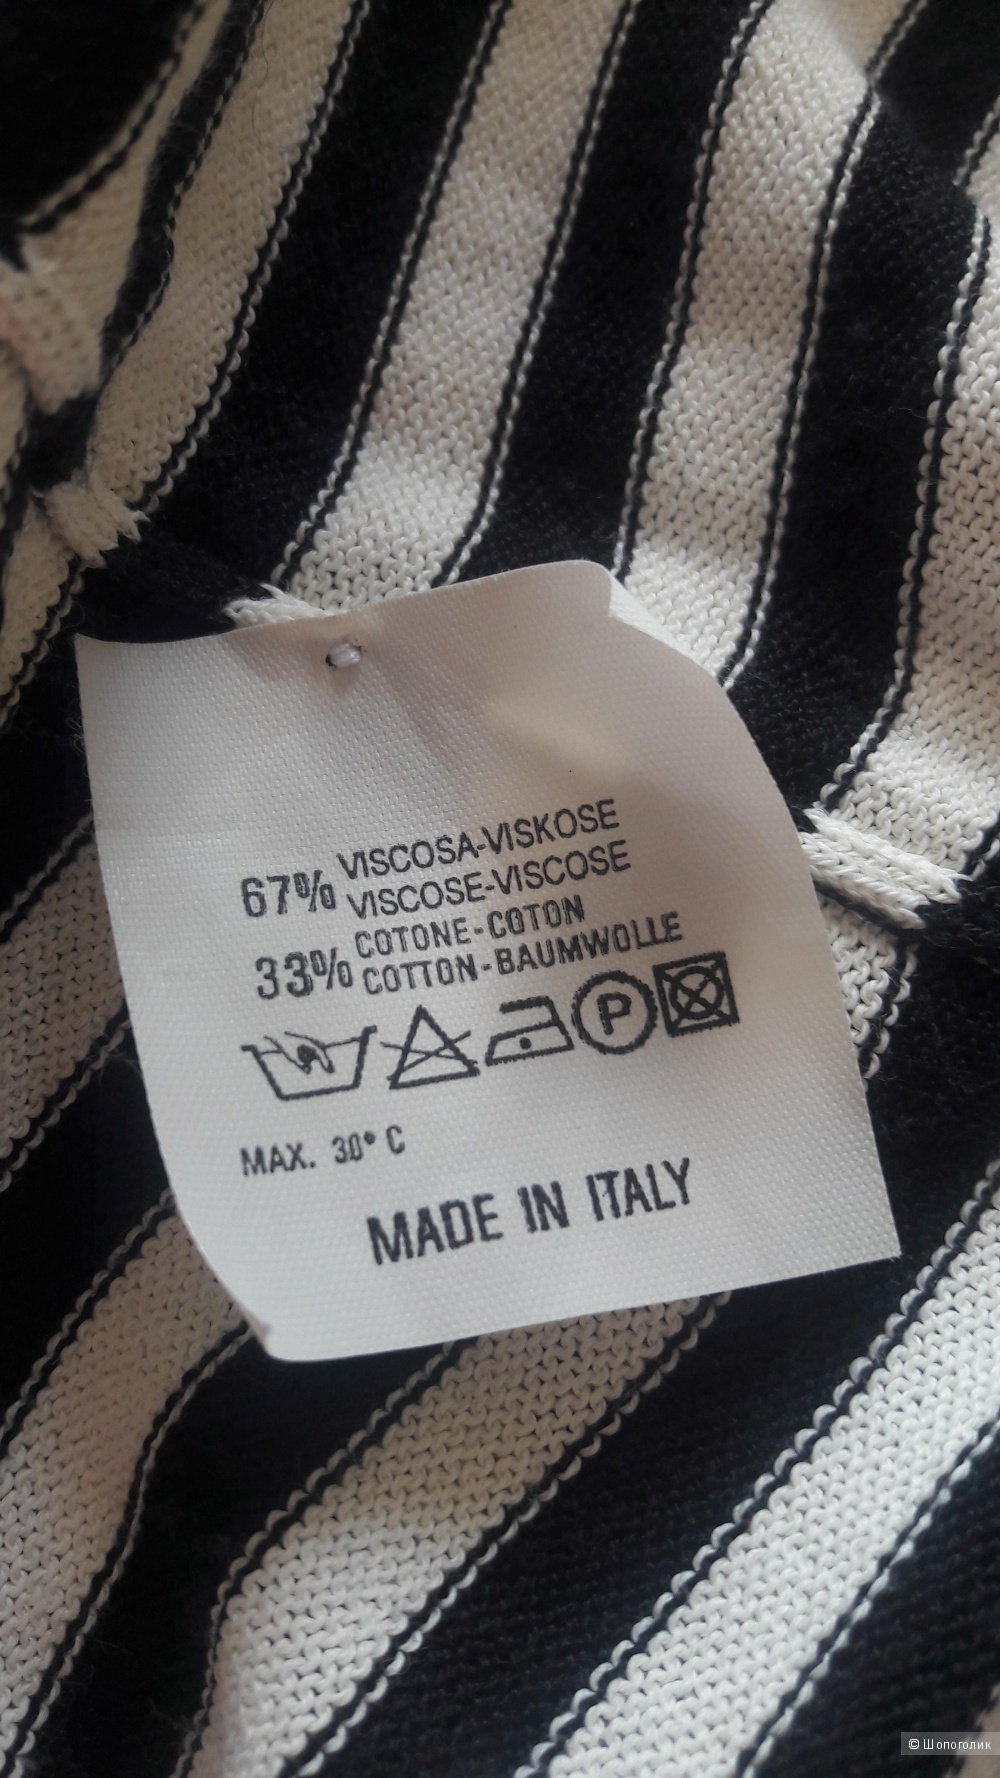 67% VISCOSA-VISKOSE
VISCOSE-VISCOSE
33% COTONE-COTON
COTTON-BAUMWOLLE
P
MAX. 30° C
MADE IN ITALY
© Шопоголик